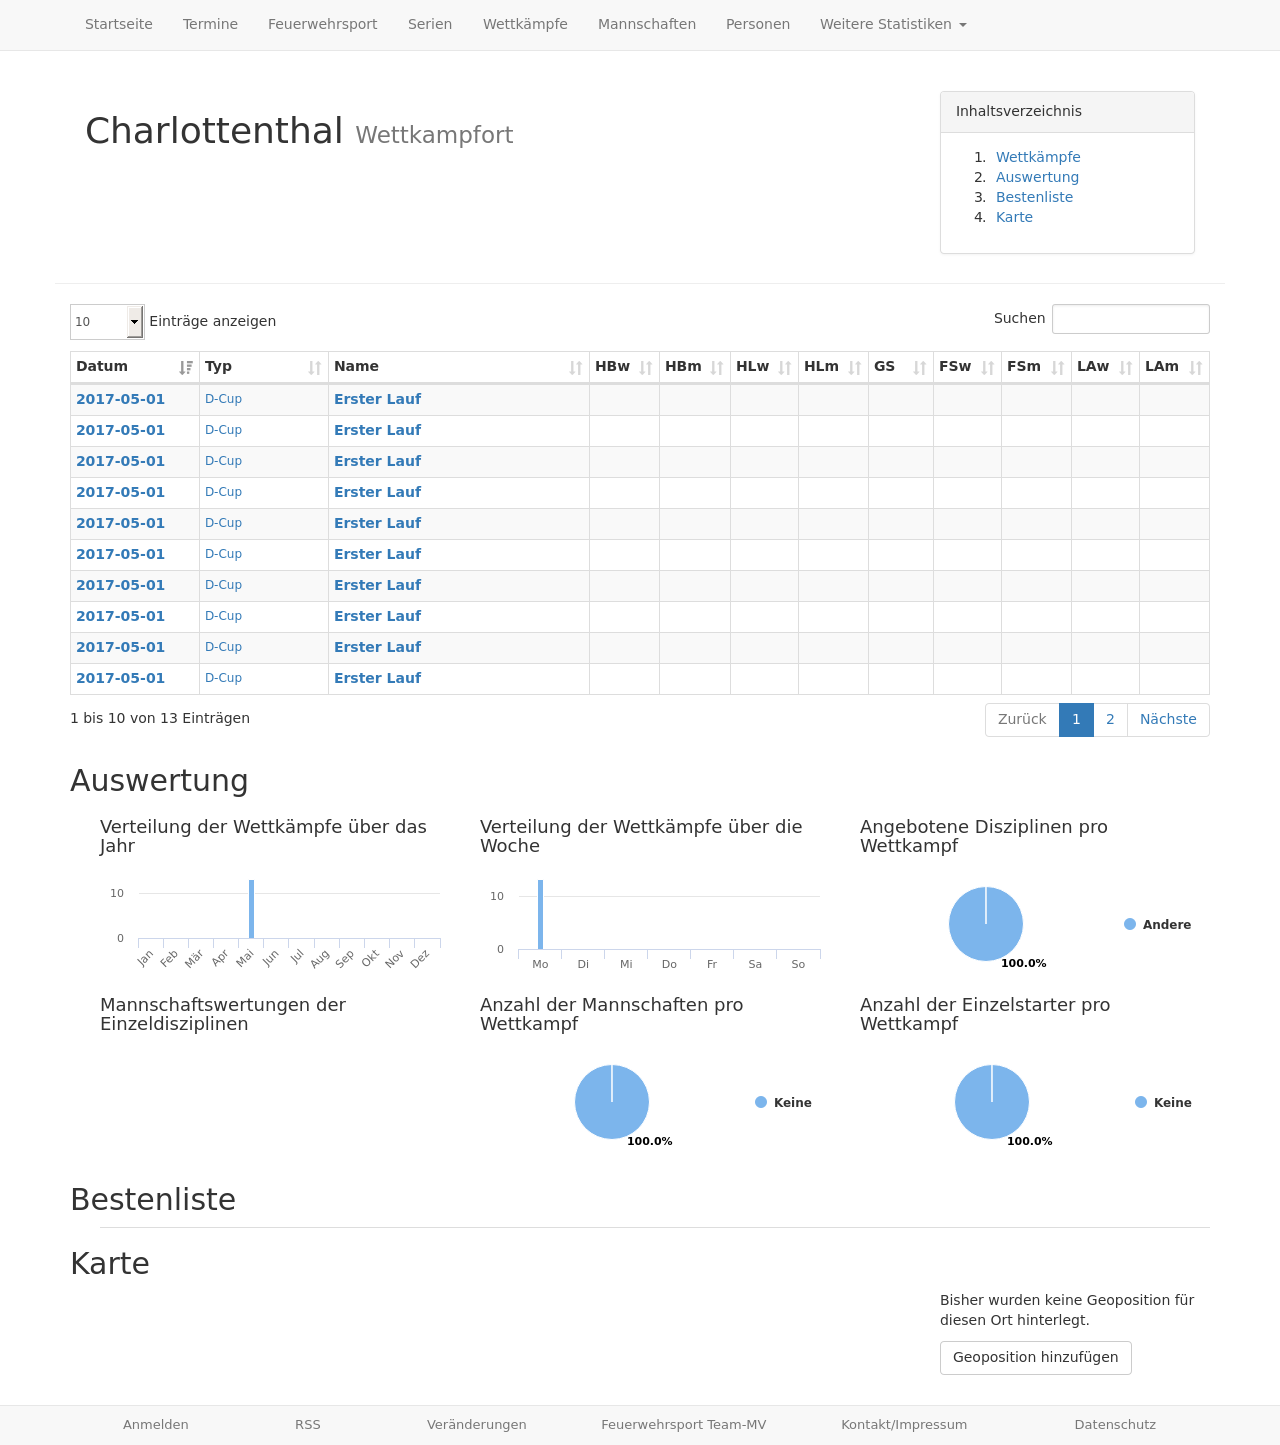 Startseite Termine Feuerwehrsport Serien Wettkämpfe Mannschaften Personen Weitere Statistiken
Charlottenthal Wettkampfort
Inhaltsverzeichnis
1. Wettkämpfe
2. Auswertung
3. Bestenliste
4. Karte
10 Einträge anzeigen
Suchen
Datum Typ Name HBw HBm HLw HLm GS FSw FSm LAw LAm
2017-05-01 D-Cup Erster Lauf
2017-05-01 D-Cup Erster Lauf
2017-05-01 D-Cup Erster Lauf
2017-05-01 D-Cup Erster Lauf
2017-05-01 D-Cup Erster Lauf
2017-05-01 D-Cup Erster Lauf
2017-05-01 D-Cup Erster Lauf
2017-05-01 D-Cup Erster Lauf
2017-05-01 D-Cup Erster Lauf
2017-05-01 D-Cup Erster Lauf
1 bis 10 von 13 Einträgen
Zurück 1 2 Nächste
Auswertung
Verteilung der Wettkämpfe über das
Jahr
10
0
Jan Feb Mär Apr Mai Jun Jul Aug Sep Okt Nov Dez
Verteilung der Wettkämpfe über die
Woche
10
0
Mo Di Mi Do Fr Sa So
Angebotene Disziplinen pro
Wettkampf
Andere
100.0%
Mannschaftswertungen der
Einzeldisziplinen
Anzahl der Mannschaften pro
Wettkampf
Keine
100.0%
Anzahl der Einzelstarter pro
Wettkampf
Keine
100.0%
Bestenliste
Karte
Bisher wurden keine Geoposition für
diesen Ort hinterlegt.
Geoposition hinzufügen
Anmelden RSS Veränderungen Feuerwehrsport Team-MV Kontakt/Impressum Datenschutz